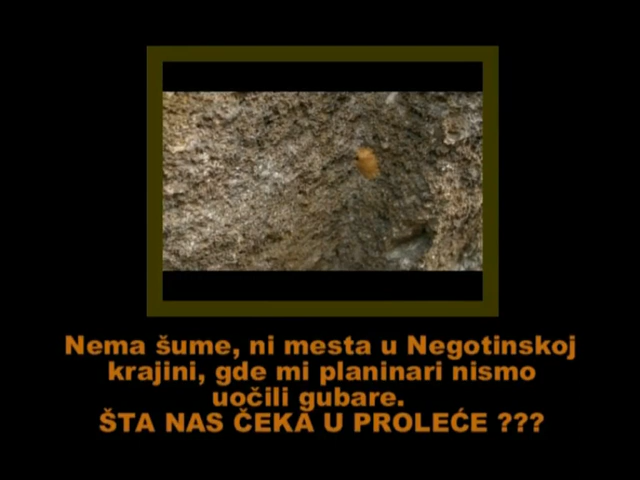 Nema šume, ni mesta u Negotinskoj
krajini, gde mi planinari nismo
uočili gubare.
ŠTA NAS ČEKA U PROLEĆE ???